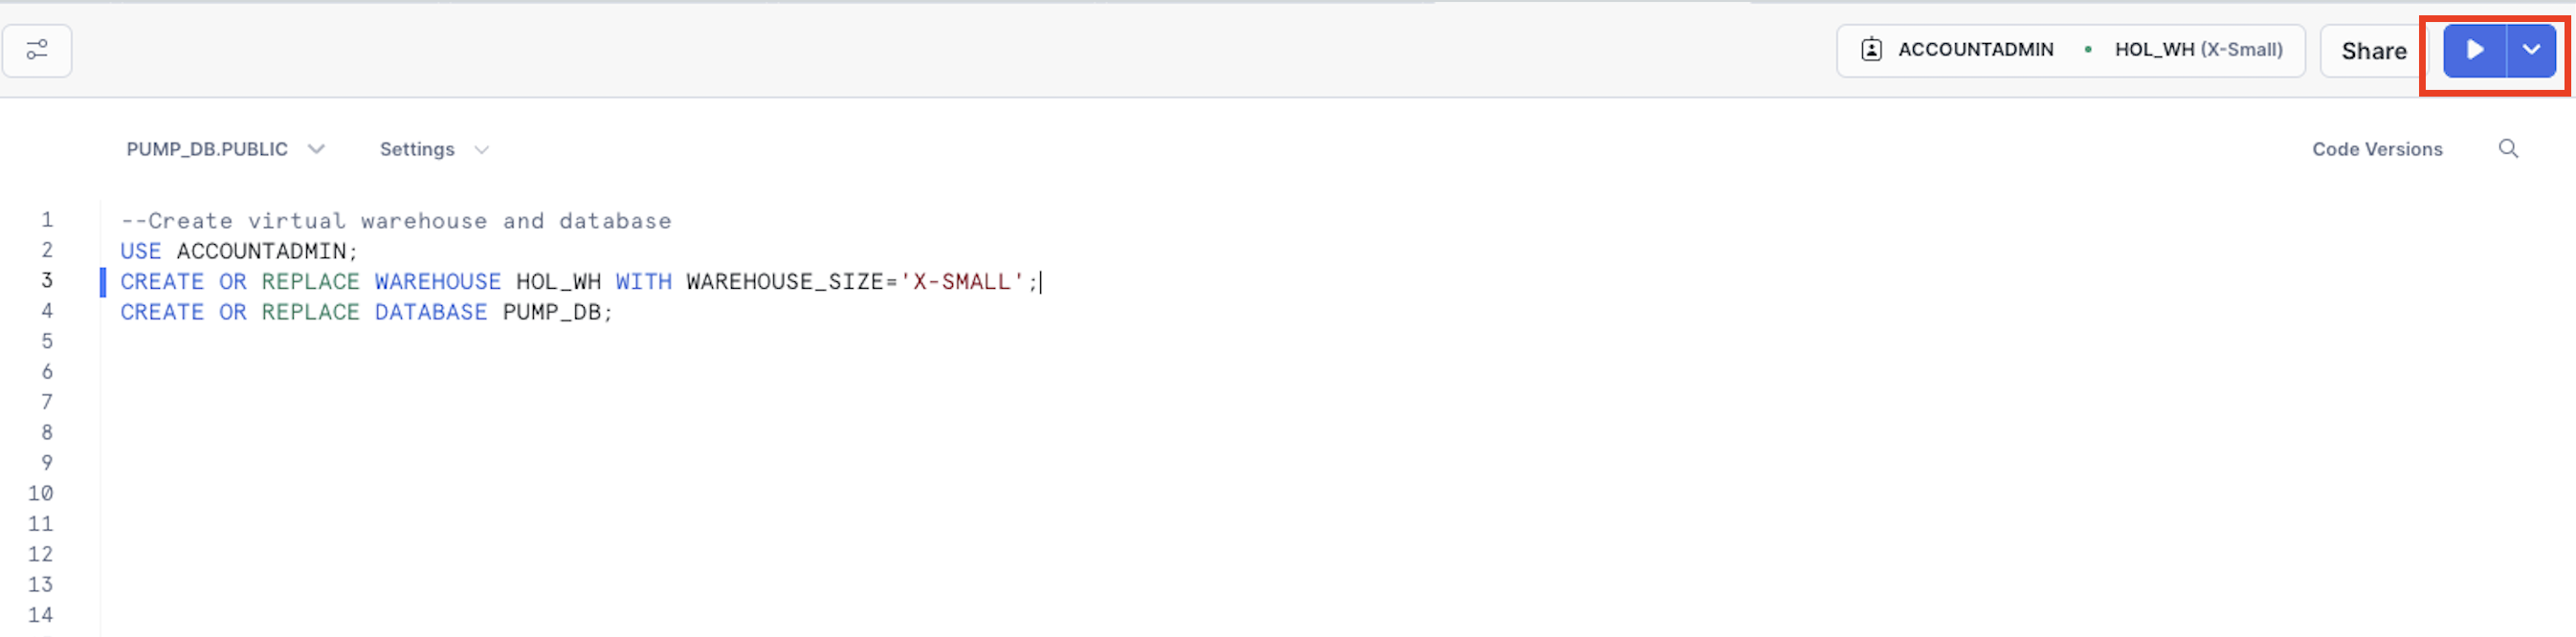 ACCOUNTADMIN • HOL_WH (X-Small) Share
PUMP_DB.PUBLIC Settings Code Versions
1 --Create virtual warehouse and database
2 USE ACCOUNTADMIN;
3 CREATE OR REPLACE WAREHOUSE HOL_WH WITH WAREHOUSE_SIZE='X-SMALL';
4 CREATE OR REPLACE DATABASE PUMP_DB;
5
6
7
8
9
10
11
12
13
14